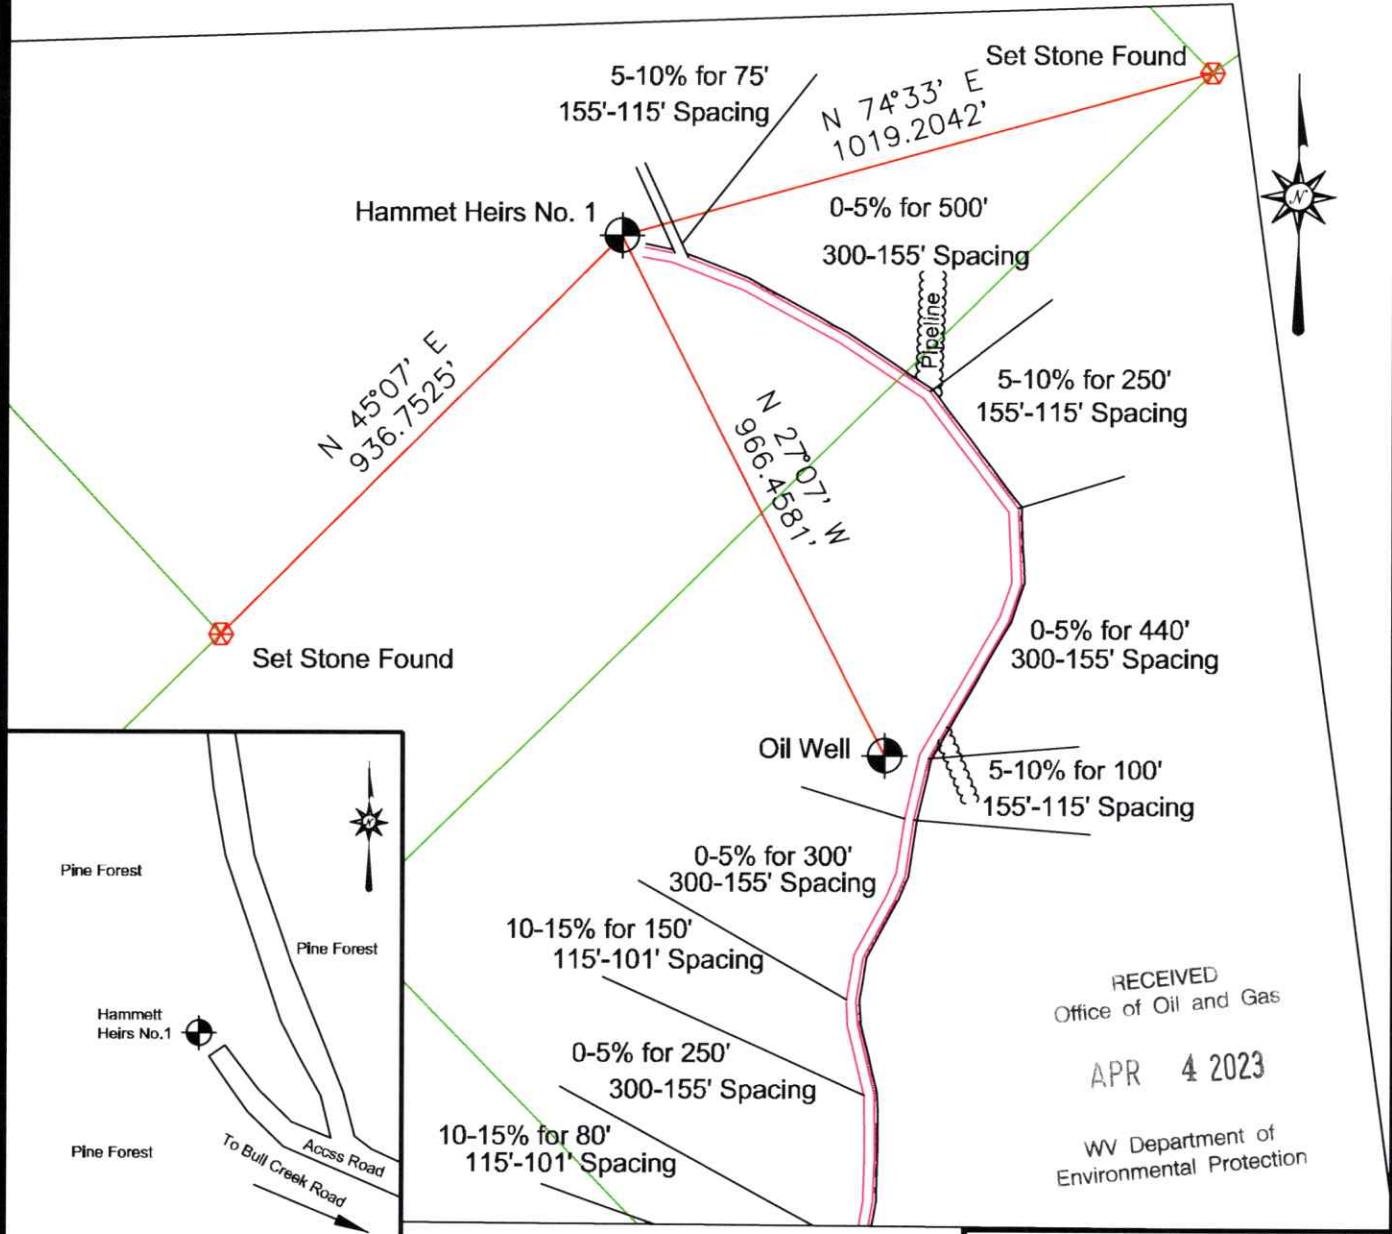 Set Stone Found
5-10% for 75'
155'-115' Spacing
N 74°33' E
1019.2042'
Hammet Heirs No. 1
0-5% for 500'
300-155' Spacing
N
Pipeline
5-10% for 250'
155'-115' Spacing
N 45°07' E
936.7525'
N 27°07' W
966.4581'
Set Stone Found
0-5% for 440'
300-155' Spacing
Oil Well
5-10% for 100'
155'-115' Spacing
0-5% for 300'
300-155' Spacing
10-15% for 150'
115'-101' Spacing
0-5% for 250'
300-155' Spacing
10-15% for 80'
115'-101' Spacing
RECEIVED
Office of Oil and Gas
APR 4 2023
WV Department of
Environmental Protection
N
Pine Forest
Pine Forest
Hammett
Heirs No.1
Pine Forest
Accss Road
To Bull Creek Road